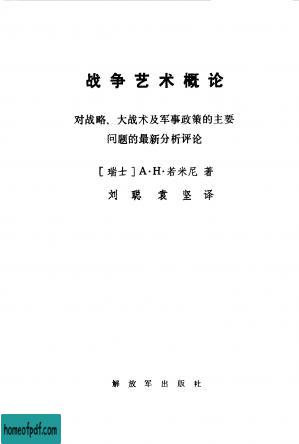 战争艺术概论
对战略、大战术及军事政策的主要
问题的最新分析评论
[瑞士]A·H·若米尼 著
刘聪 袁坚 译
解放军出版社
homeofpdf.com